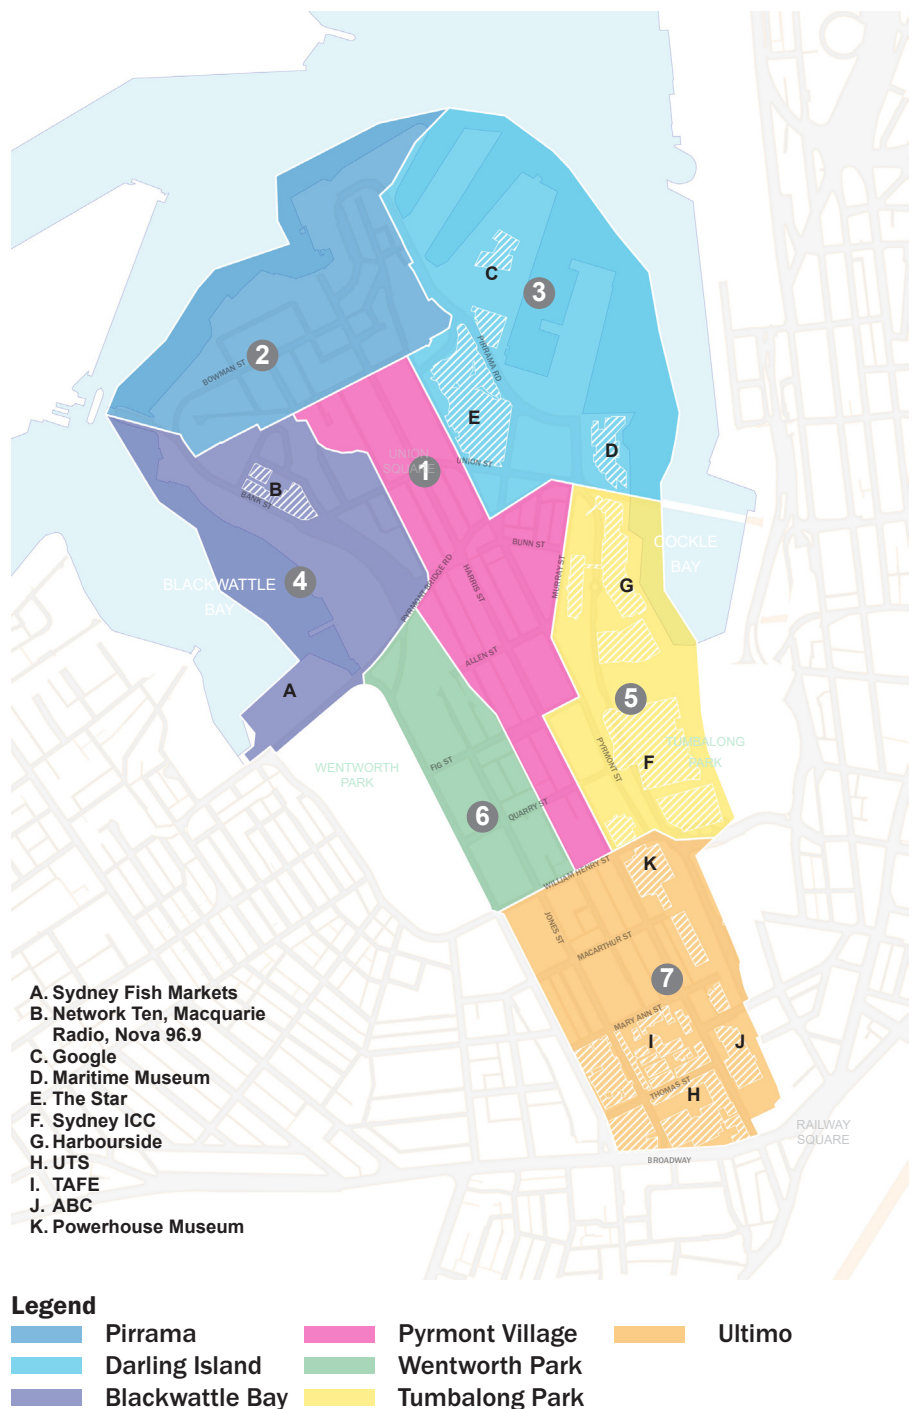 C
3
PIRRAMA RD
2
BOWMAN ST
E
D
UNION
SQUARE
1
UNION ST
B
BANK ST
BUNN ST
COCKLE
BAY
MURRAY ST
HARRIS ST
PYRMONT BRIDGE RD
G
BLACKWATTLE
BAY
4
ALLEN ST
A
5
WENTWORTH
PARK
FIG ST
PYRMONT ST
TUMBALONG
PARK
F
6
QUARRY ST
K
WILLIAM HENRY ST
JONES ST
MACARTHUR ST
7
MARY ANN ST
I
J
THOMAS ST
H
RAILWAY
SQUARE
BROADWAY
A. Sydney Fish Markets
B. Network Ten, Macquarie
Radio, Nova 96.9
C. Google
D. Maritime Museum
E. The Star
F. Sydney ICC
G. Harbourside
H. UTS
I. TAFE
J. ABC
K. Powerhouse Museum
Legend
Pirrama
Pyrmont Village
Ultimo
Darling Island
Wentworth Park
Blackwattle Bay
Tumbalong Park